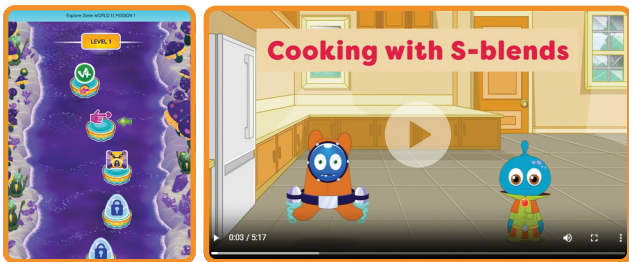 Explore Zone WORLD 1| MISSION 1
LEVEL 1
Cooking with S-blends
0:03 / 5:17